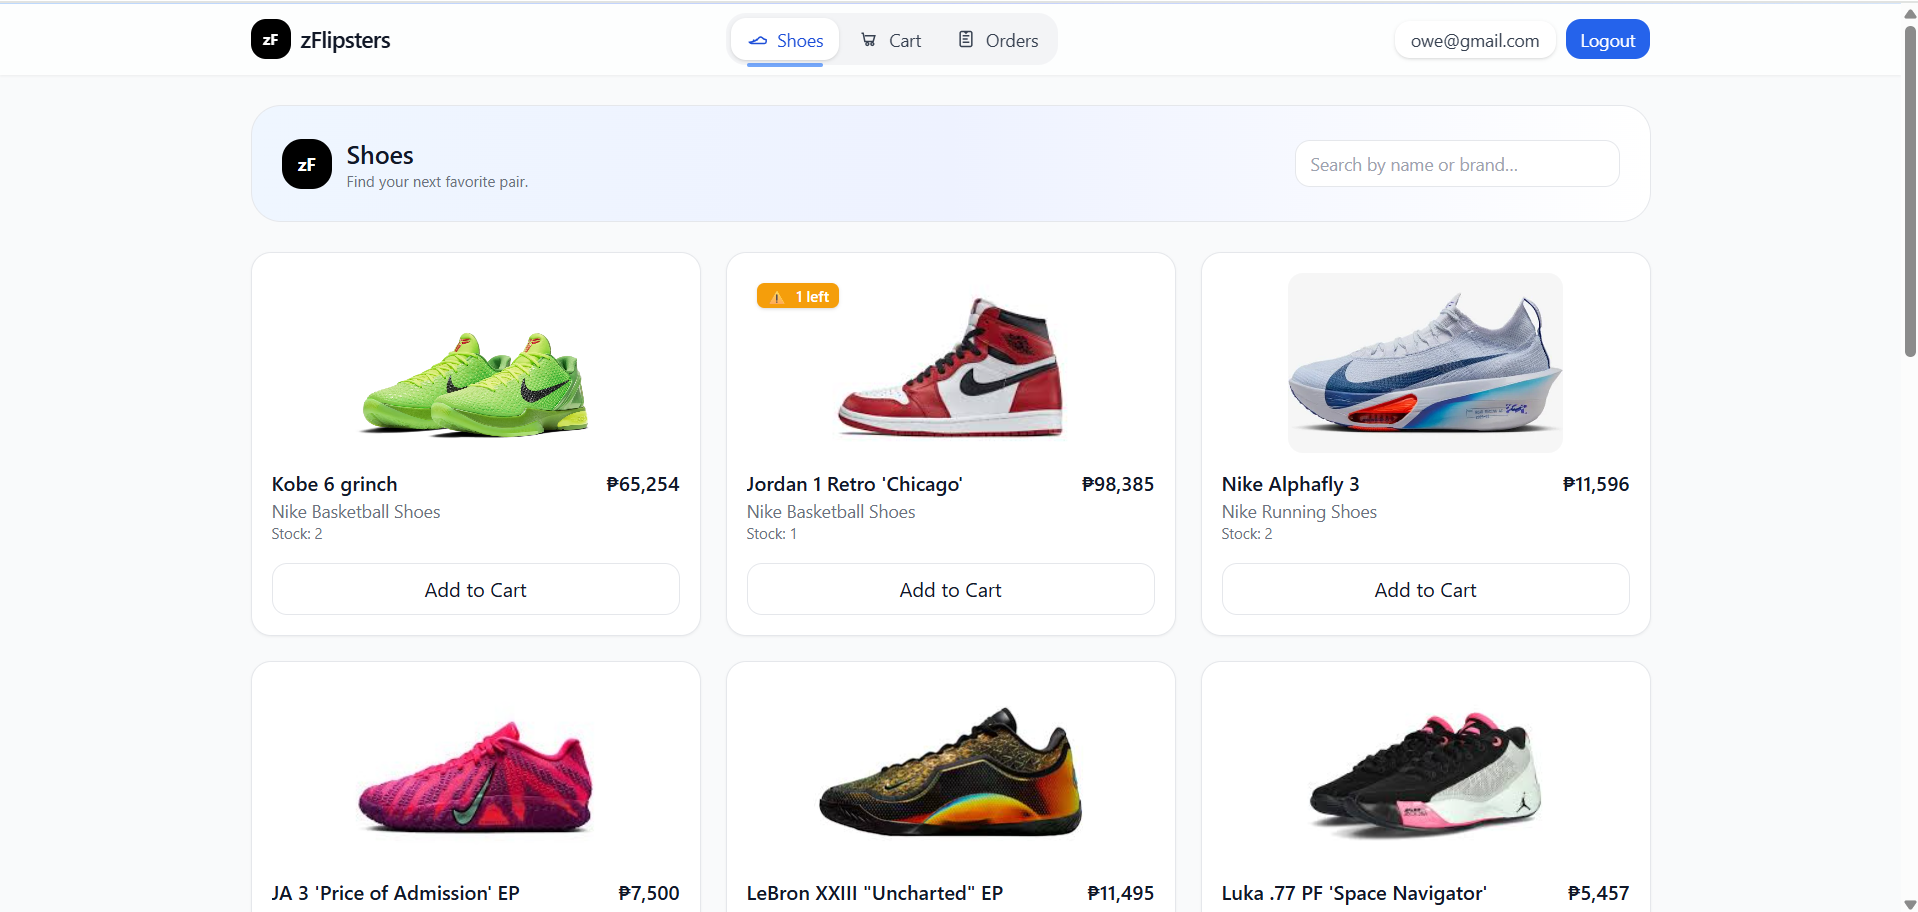 zF zFlipsters Shoes Cart Orders owe@gmail.com Logout
zF Shoes
Find your next favorite pair.
Search by name or brand...
1 left
Kobe 6 grinch ₱65,254
Nike Basketball Shoes
Stock: 2
Add to Cart
Jordan 1 Retro 'Chicago' ₱98,385
Nike Basketball Shoes
Stock: 1
Add to Cart
Nike Alphafly 3 ₱11,596
Nike Running Shoes
Stock: 2
Add to Cart
JA 3 'Price of Admission' EP ₱7,500
LeBron XXIII "Uncharted" EP ₱11,495
Luka .77 PF 'Space Navigator' ₱5,457